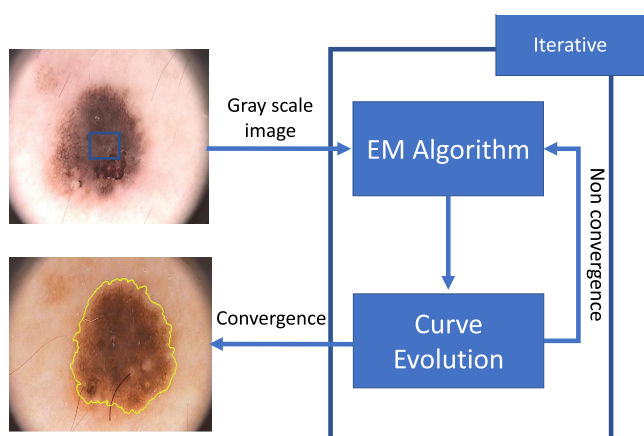 Iterative
Gray scale
image
EM Algorithm
Non convergence
Convergence
Curve
Evolution